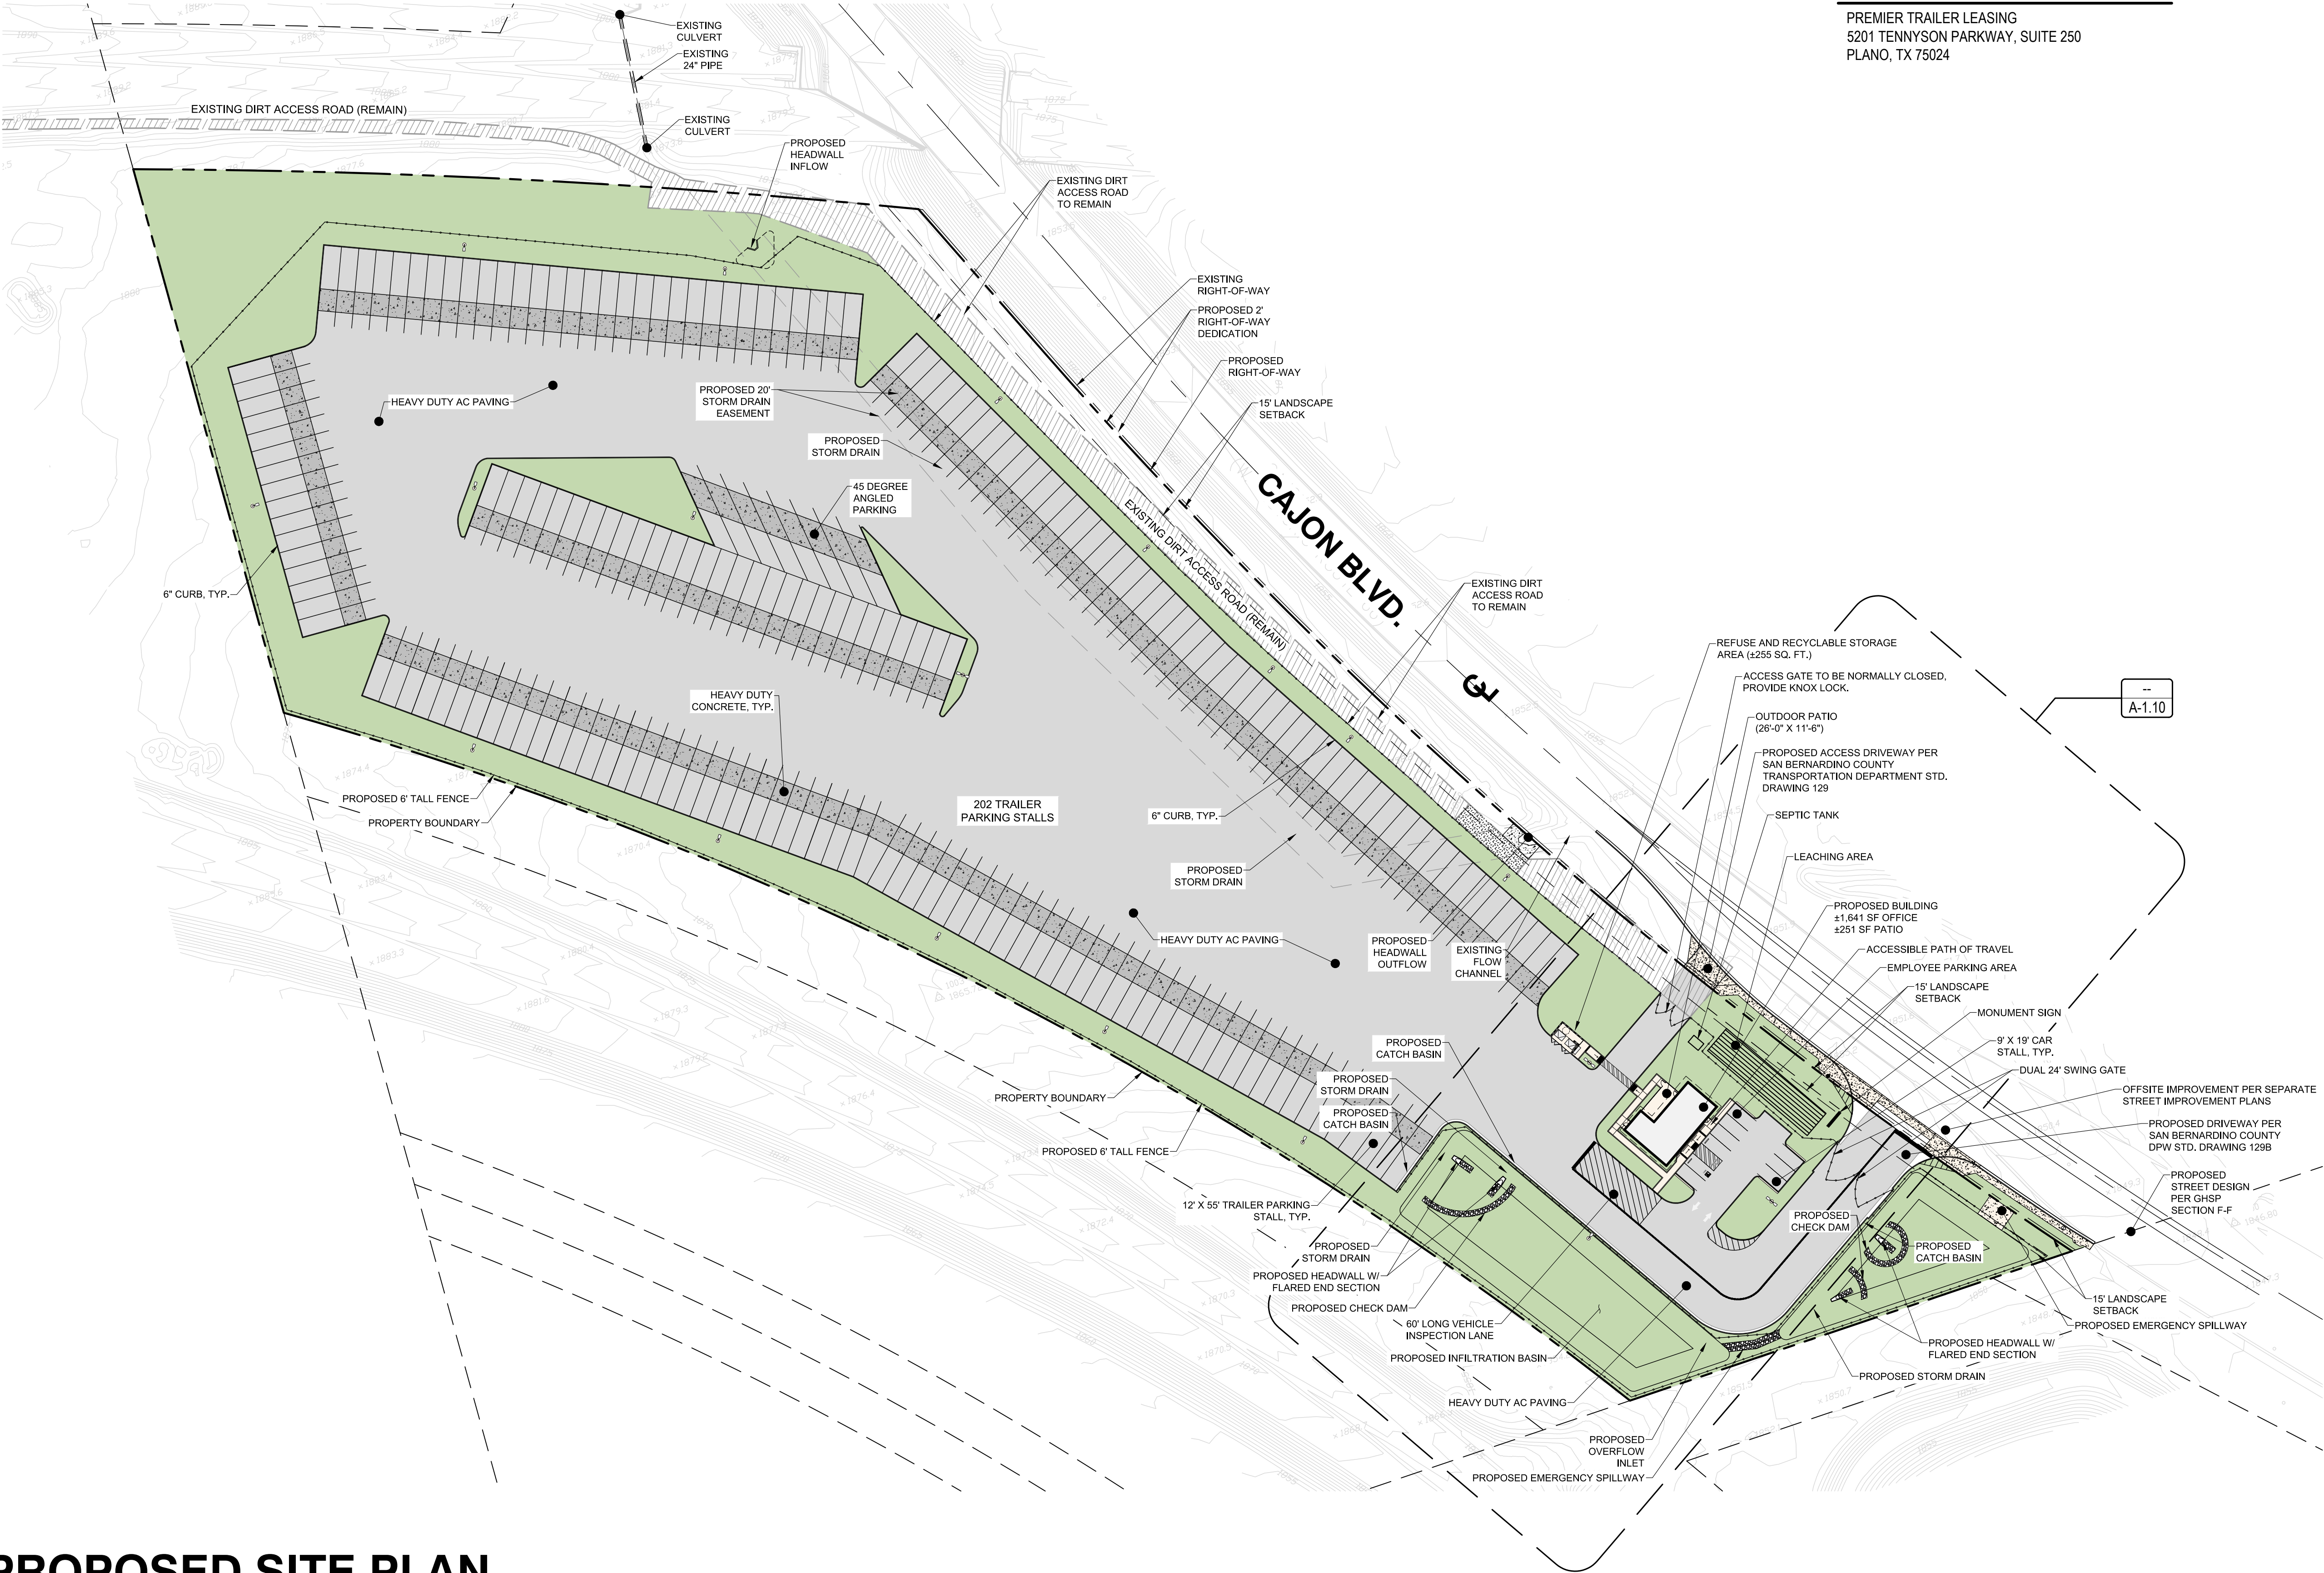 PREMIER TRAILER LEASING
5201 TENNYSON PARKWAY, SUITE 250
PLANO, TX 75024
EXISTING
CULVERT
EXISTING
24" PIPE
EXISTING DIRT ACCESS ROAD (REMAIN)
EXISTING
CULVERT
PROPOSED
HEADWALL
INFLOW
EXISTING DIRT
ACCESS ROAD
TO REMAIN
EXISTING
RIGHT-OF-WAY
PROPOSED 2'
RIGHT-OF-WAY
DEDICATION
PROPOSED
RIGHT-OF-WAY
15' LANDSCAPE
SETBACK
HEAVY DUTY AC PAVING
PROPOSED 20'
STORM DRAIN
EASEMENT
PROPOSED
STORM DRAIN
45 DEGREE
ANGLED
PARKING
CAJON BLVD.
EXISTING DIRT ACCESS ROAD (REMAIN)
6" CURB, TYP.
EXISTING DIRT
ACCESS ROAD
TO REMAIN
REFUSE AND RECYCLABLE STORAGE
AREA (±255 SQ. FT.)
ACCESS GATE TO BE NORMALLY CLOSED,
PROVIDE KNOX LOCK.
--
A-1.10
OUTDOOR PATIO
(26'-0" X 11'-6")
PROPOSED ACCESS DRIVEWAY PER
SAN BERNARDINO COUNTY
TRANSPORTATION DEPARTMENT STD.
DRAWING 129
SEPTIC TANK
LEACHING AREA
HEAVY DUTY
CONCRETE, TYP.
PROPOSED 6' TALL FENCE
PROPERTY BOUNDARY
202 TRAILER
PARKING STALLS
6" CURB, TYP.
PROPOSED
STORM DRAIN
PROPOSED BUILDING
±1,641 SF OFFICE
±251 SF PATIO
ACCESSIBLE PATH OF TRAVEL
EMPLOYEE PARKING AREA
15' LANDSCAPE
SETBACK
MONUMENT SIGN
HEAVY DUTY AC PAVING
PROPOSED
HEADWALL
OUTFLOW
EXISTING
FLOW
CHANNEL
9' X 19' CAR
STALL, TYP.
DUAL 24' SWING GATE
OFFSITE IMPROVEMENT PER SEPARATE
STREET IMPROVEMENT PLANS
PROPOSED DRIVEWAY PER
SAN BERNARDINO COUNTY
DPW STD. DRAWING 129B
PROPOSED
STREET DESIGN
PER GHSP
SECTION F-F
PROPOSED
CATCH BASIN
PROPOSED
STORM DRAIN
PROPOSED
CATCH BASIN
PROPERTY BOUNDARY
PROPOSED 6' TALL FENCE
12' X 55' TRAILER PARKING
STALL, TYP.
PROPOSED
STORM DRAIN
PROPOSED HEADWALL W/
FLARED END SECTION
PROPOSED CHECK DAM
60' LONG VEHICLE
INSPECTION LANE
PROPOSED INFILTRATION BASIN
HEAVY DUTY AC PAVING
PROPOSED
OVERFLOW
INLET
PROPOSED EMERGENCY SPILLWAY
PROPOSED
CHECK DAM
PROPOSED
CATCH BASIN
15' LANDSCAPE
SETBACK
PROPOSED EMERGENCY SPILLWAY
PROPOSED HEADWALL W/
FLARED END SECTION
PROPOSED STORM DRAIN
PROPOSED SITE PLAN